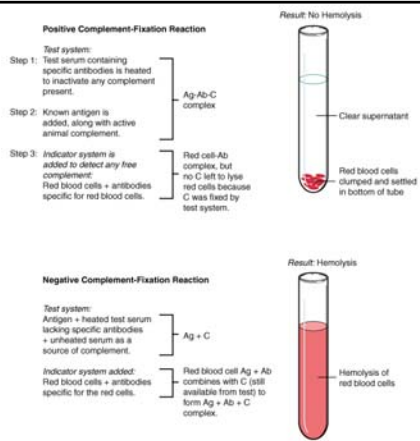 Positive Complement-Fixation Reaction
Test system:
Step 1: Test serum containing
specific antibodies is heated
to inactivate any complement
present.
Step 2: Known antigen is
added, along with active
animal complement.
Ag-Ab-C
complex
Step 3: Indicator system is
added to detect any free
complement:
Red blood cells + antibodies
specific for red blood cells.
Red cell-Ab
complex, but
no C left to lyse
red cells because
C was fixed by
test system.
Result: No Hemolysis
Clear supernatant
Red blood cells
clumped and settled
in bottom of tube
Negative Complement-Fixation Reaction
Test system:
Antigen + heated test serum
lacking specific antibodies
+ unheated serum as a
source of complement.
Ag + C
Indicator system added:
Red blood cells + antibodies
specific for the red cells.
Red blood cell Ag + Ab
combines with C (still
available from test) to
form Ag + Ab + C
complex.
Result: Hemolysis
Hemolysis of
red blood cells